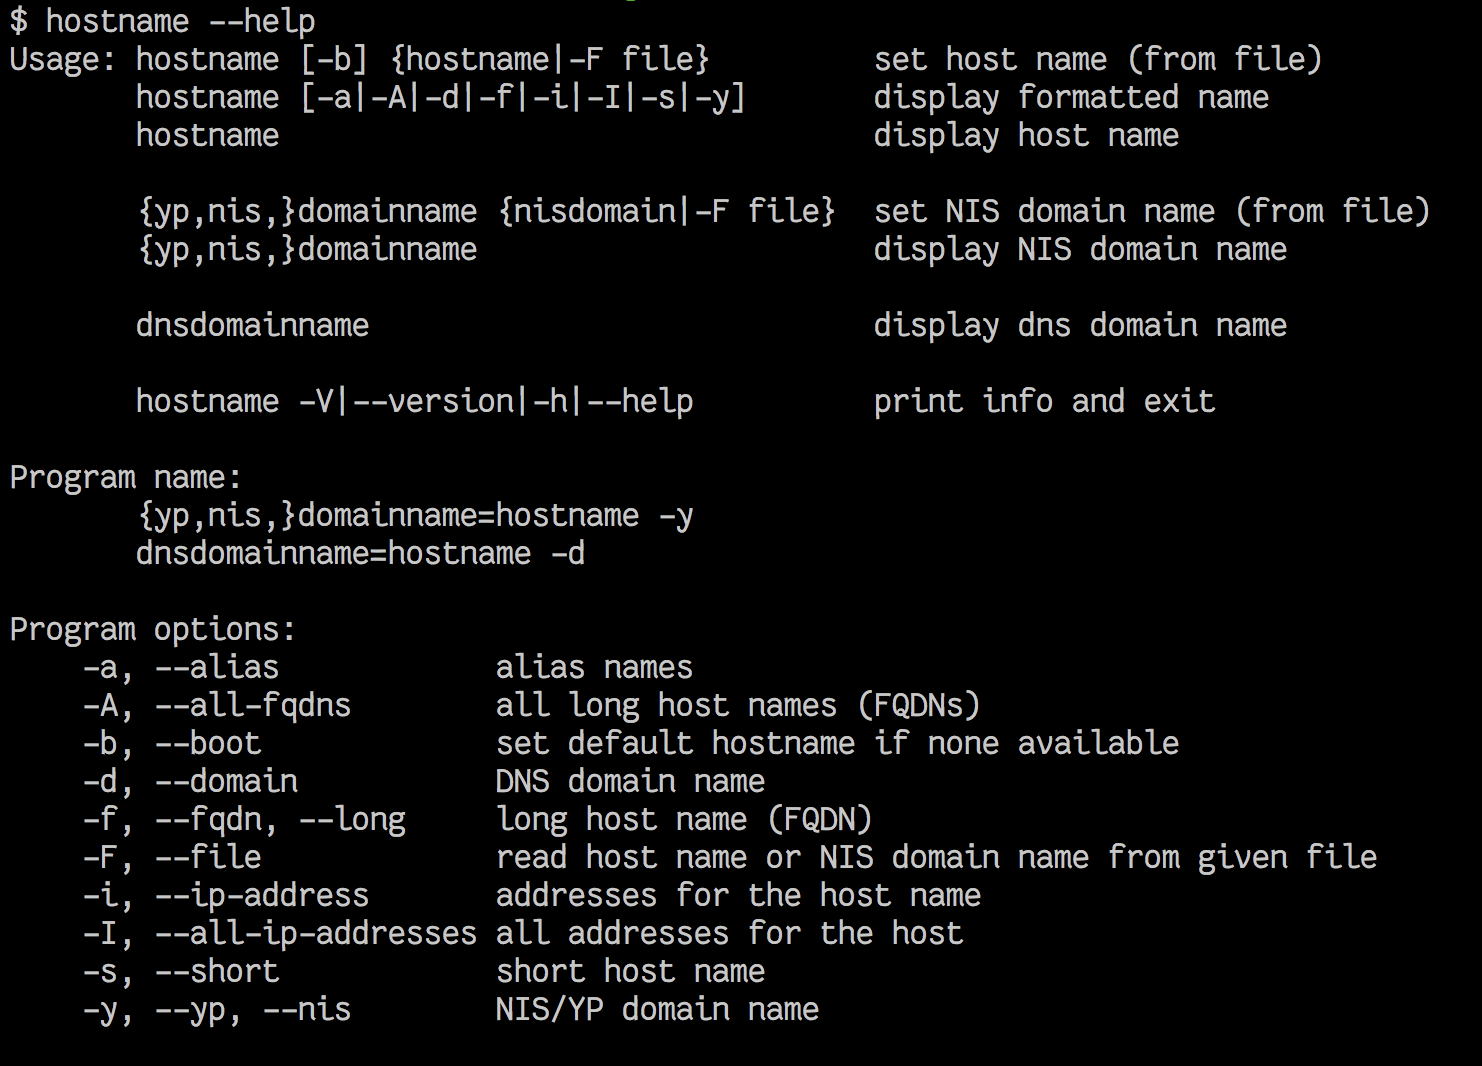 $ hostname --help
Usage: hostname [-b] {hostname|-F file}         set host name (from file)
       hostname [-a|-A|-d|-f|-i|-I|-s|-y]       display formatted name
       hostname                                 display host name

       {yp,nis,}domainname {nisdomain|-F file}  set NIS domain name (from file)
       {yp,nis,}domainname                      display NIS domain name

       dnsdomainname                            display dns domain name

       hostname -V|--version|-h|--help          print info and exit

Program name:
       {yp,nis,}domainname=hostname -y
       dnsdomainname=hostname -d

Program options:
    -a, --alias            alias names
    -A, --all-fqdns        all long host names (FQDNs)
    -b, --boot             set default hostname if none available
    -d, --domain           DNS domain name
    -f, --fqdn, --long     long host name (FQDN)
    -F, --file             read host name or NIS domain name from given file
    -i, --ip-address       addresses for the host name
    -I, --all-ip-addresses all addresses for the host
    -s, --short            short host name
    -y, --yp, --nis        NIS/YP domain name